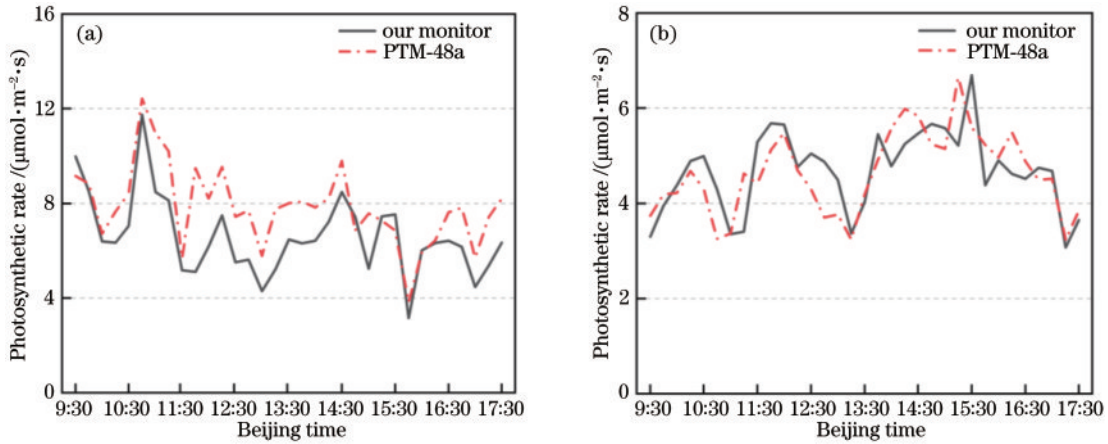 (a)
our monitor
PTM-48a
Photosynthetic rate /(μmol·m⁻²·s)
16
12
8
4
0
9:30 10:30 11:30 12:30 13:30 14:30 15:30 16:30 17:30
Beijing time
(b)
our monitor
PTM-48a
Photosynthetic rate /(μmol·m⁻²·s)
8
6
4
2
0
9:30 10:30 11:30 12:30 13:30 14:30 15:30 16:30 17:30
Beijing time